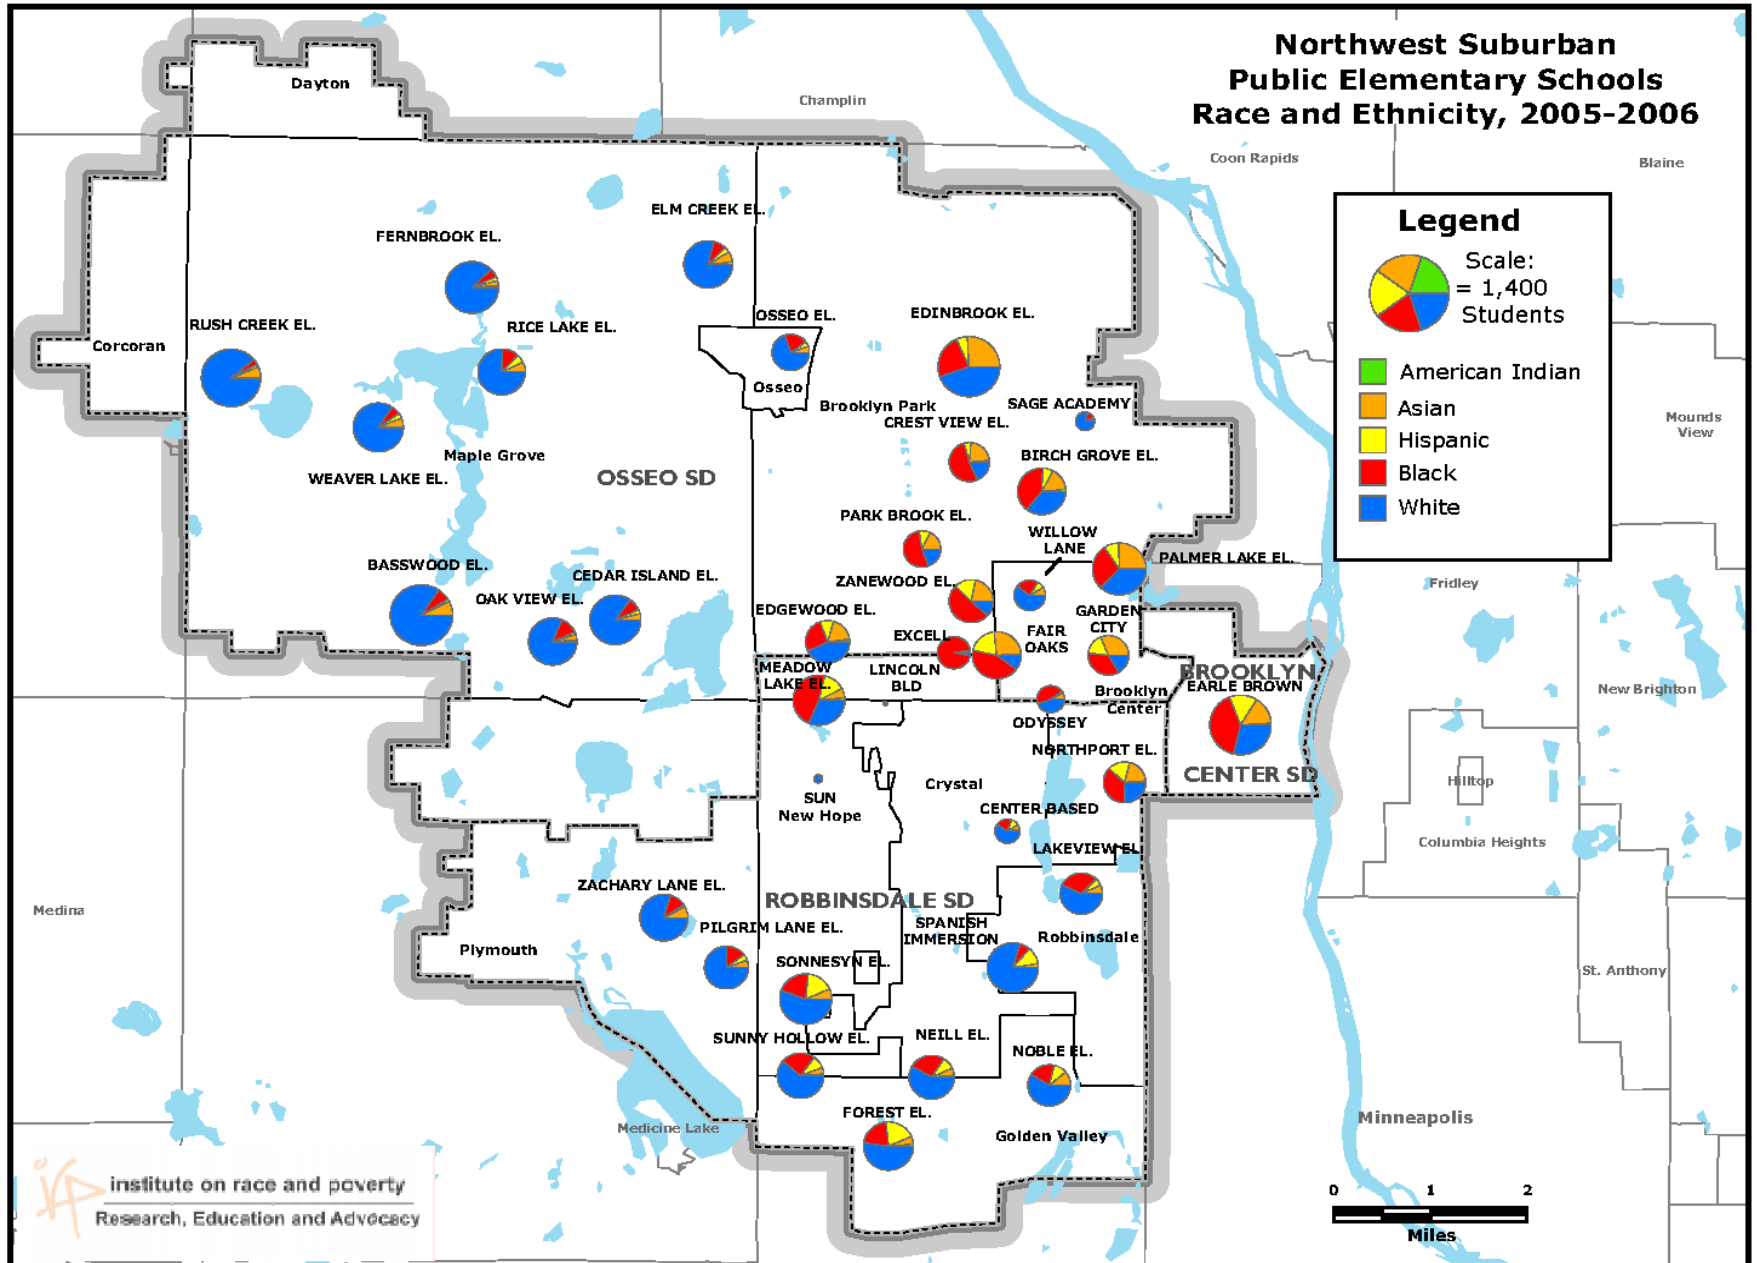 Northwest Suburban
Public Elementary Schools
Race and Ethnicity, 2005-2006
Dayton
Champlin
Coon Rapids
Blaine
Legend
Scale:
= 1,400
Students
American Indian
Asian
Hispanic
Black
White
ELM CREEK EL.
FERNBROOK EL.
RUSH CREEK EL.
RICE LAKE EL.
OSSEO EL.
EDINBROOK EL.
Corcoran
Osseo
Brooklyn Park
SAGE ACADEMY
CREST VIEW EL.
Mounds
View
Maple Grove
BIRCH GROVE EL.
WEAVER LAKE EL.
OSSEO SD
PARK BROOK EL.
WILLOW
LANE
PALMER LAKE EL.
BASSWOOD EL.
CEDAR ISLAND EL.
ZANEWOOD EL.
Fridley
OAK VIEW EL.
EDGEWOOD EL.
GARDEN
CITY
EXCELL
FAIR
OAKS
MEADOW
LAKE EL.
LINCOLN
BLD
BROOKLYN
EARLE BROWN
Brooklyn
Center
New Brighton
ODYSSEY
NORTHPORT EL.
CENTER SD
Hilltop
Crystal
SUN
New Hope
CENTER BASED
LAKEVIEW EL.
Columbia Heights
ZACHARY LANE EL.
ROBBINSDALE SD
Medina
PILGRIM LANE EL.
SPANISH
IMMERSION
Robbinsdale
Plymouth
SONNESYN EL.
St. Anthony
SUNNY HOLLOW EL.
NEILL EL.
NOBLE EL.
FOREST EL.
Medicine Lake
Golden Valley
Minneapolis
irp
institute on race and poverty
Research, Education and Advocacy
0 1 2
Miles